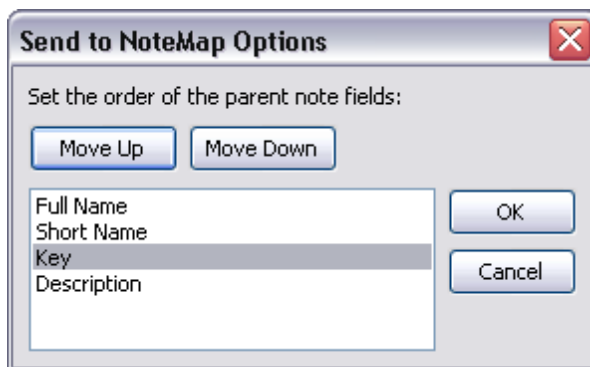 Send to NoteMap Options
Set the order of the parent note fields:
Move Up Move Down
Full Name
Short Name
Key
Description
OK
Cancel